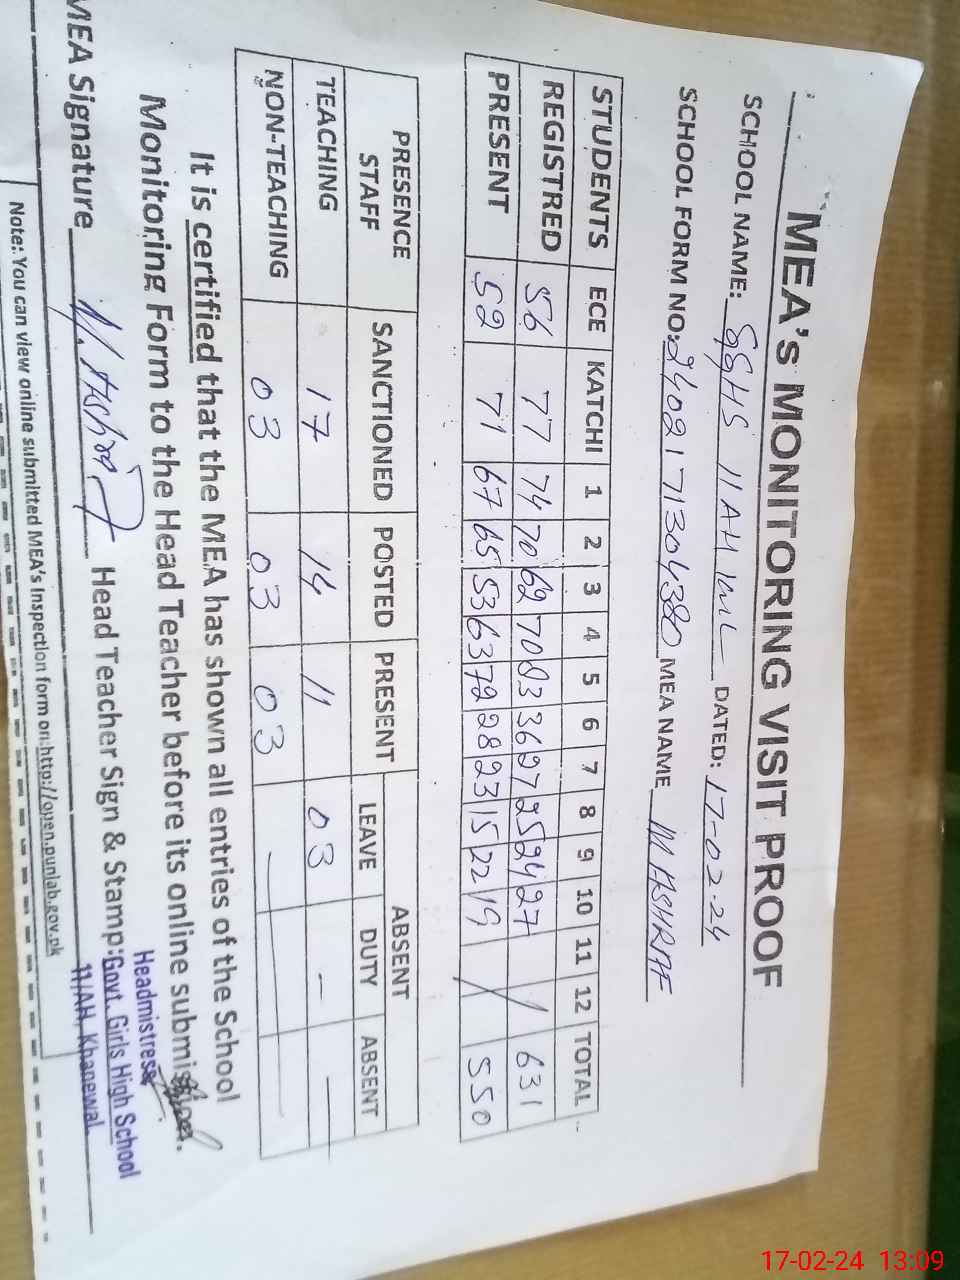 MEA's MONITORING VISIT PROOF
SCHOOL NAME: GGHS 11AH KWL DATED: 17-02-24
SCHOOL FORM NO: 2402171304380 MEA NAME M ASHRAF
STUDENTS ECE KATCHI 1 2 3 4 5 6 7 8 9 10 11 12 TOTAL
REGISTRED 56 77 74 70 62 70 83 36 27 25 24 27 / 631
PRESENT 52 71 67 65 53 63 72 28 23 15 22 19 / 550
PRESENCE STAFF SANCTIONED POSTED PRESENT ABSENT
LEAVE DUTY ABSENT
TEACHING 17 14 11 03 - -
NON-TEACHING 03 03 03 - - -
It is certified that the MEA has shown all entries of the School
Monitoring Form to the Head Teacher before its online submission.
MEA Signature M. Ashraf Head Teacher Sign & Stamp:
Headmistress
Govt. Girls High School
11/AH, Khanewal.
Note: You can view online submitted MEA's Inspection form on:http://open.punjab.gov.pk
17-02-24 13:09